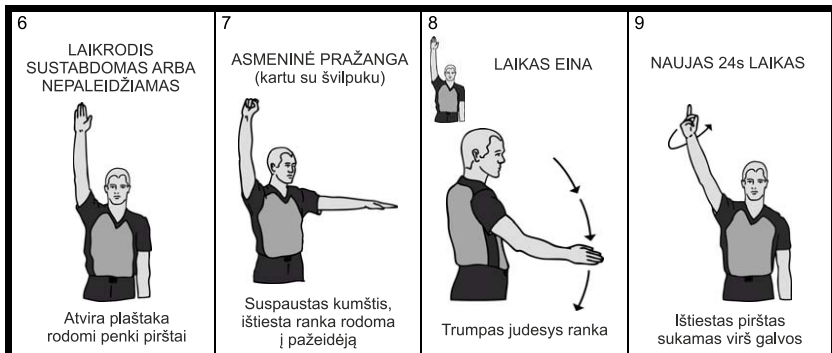 6
LAIKRODIS
SUSTABDOMAS ARBA
NEPALEIDŽIAMAS
Atvira plaštaka
rodomi penki pirštai
7
ASMENINĖ PRAŽANGA
(kartu su švilpuku)
Suspaustas kumštis,
ištiesta ranka rodoma
į pažeidėją
8
LAIKAS EINA
Trumpas judesys ranka
9
NAUJAS 24s LAIKAS
Ištiestas pirštas
sukamas virš galvos